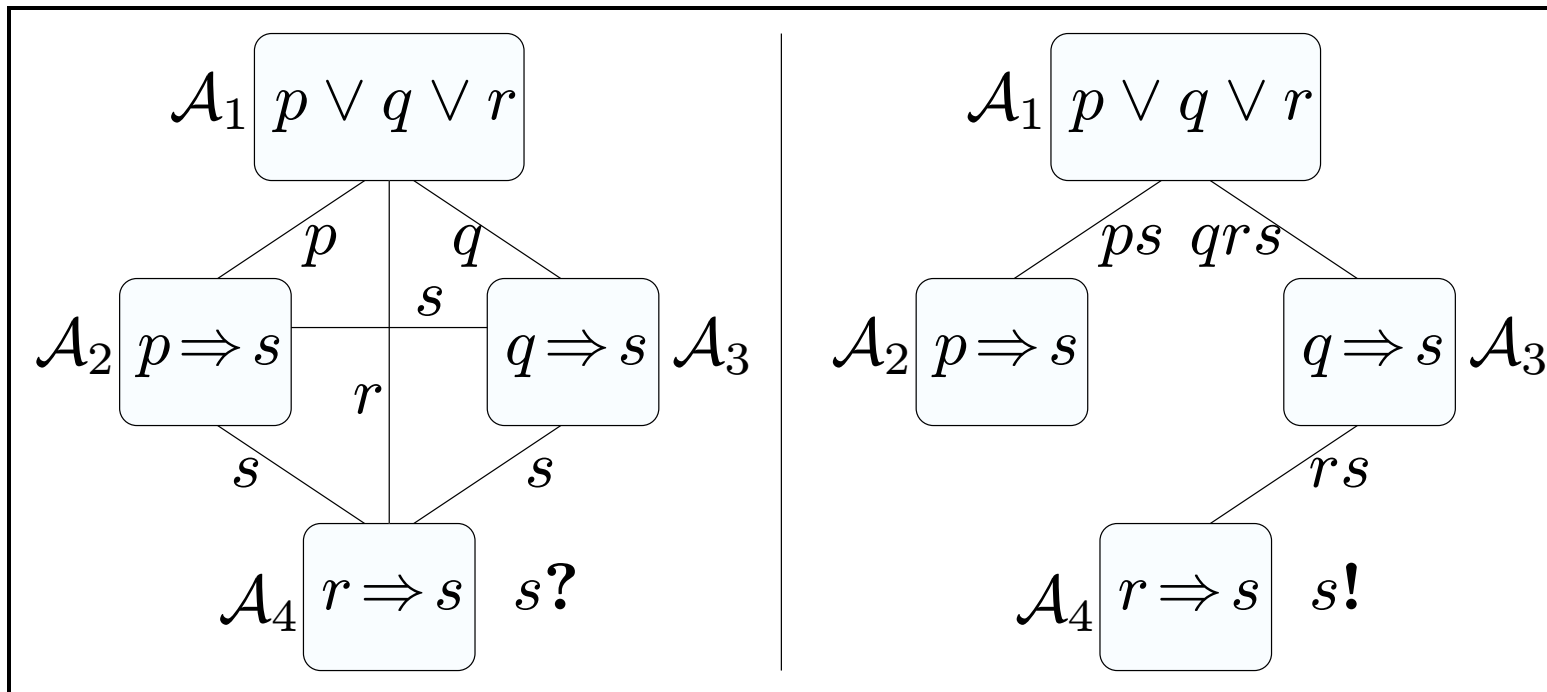 𝒜₁ p ∨ q ∨ r
p q
s
𝒜₂ p ⇒ s q ⇒ s 𝒜₃
r
s s
𝒜₄ r ⇒ s s?
𝒜₁ p ∨ q ∨ r
ps qrs
𝒜₂ p ⇒ s q ⇒ s 𝒜₃
rs
𝒜₄ r ⇒ s s!